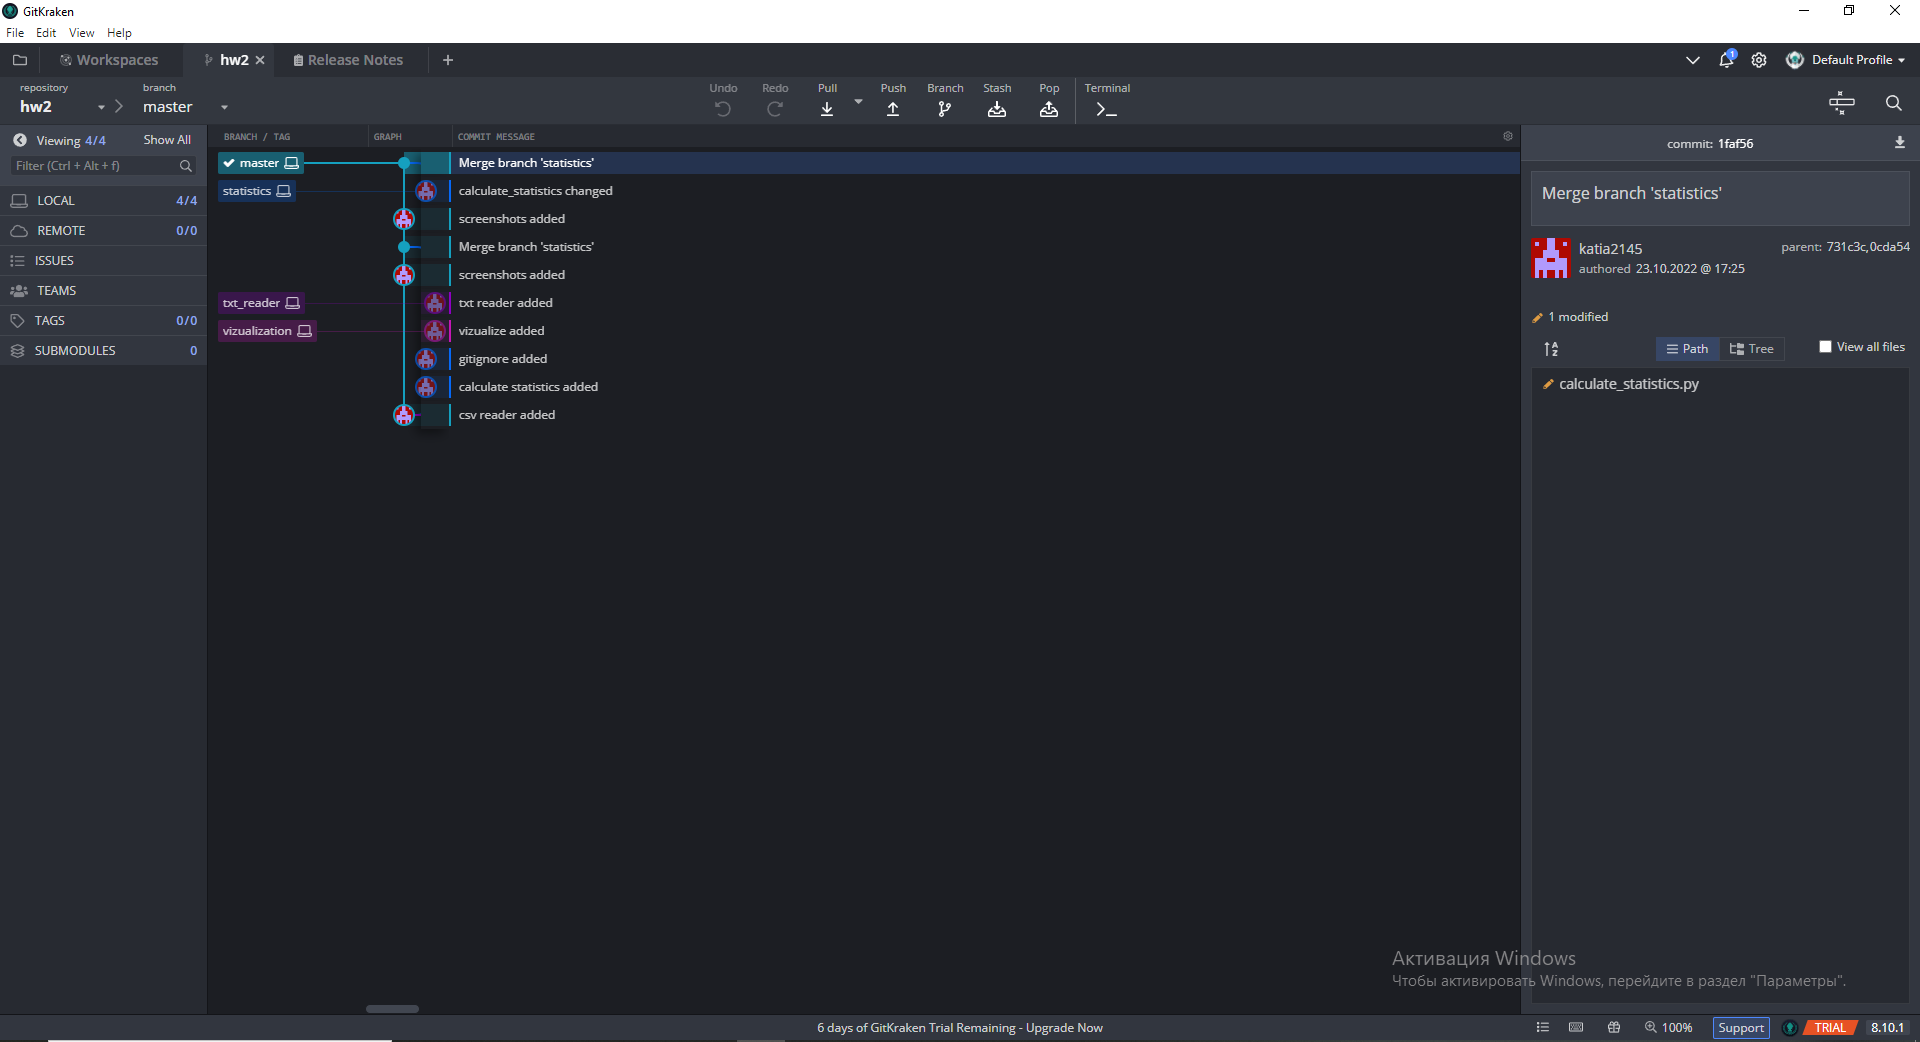 GitKraken
File Edit View Help
Workspaces hw2 Release Notes 1 Default Profile
repository branch
hw2 master
Undo Redo Pull Push Branch Stash Pop Terminal
Viewing 4/4 Show All
Filter (Ctrl + Alt + f)
LOCAL 4/4
REMOTE 0/0
ISSUES
TEAMS
TAGS 0/0
SUBMODULES 0
BRANCH / TAG GRAPH COMMIT MESSAGE
master Merge branch 'statistics'
statistics calculate_statistics changed
screenshots added
Merge branch 'statistics'
screenshots added
txt_reader txt reader added
vizualization vizualize added
gitignore added
calculate statistics added
csv reader added
commit: 1faf56
Merge branch 'statistics'
katia2145
authored 23.10.2022 @ 17:25
parent: 731c3c,0cda54
1 modified
Path Tree View all files
calculate_statistics.py
Активация Windows
Чтобы активировать Windows, перейдите в раздел "Параметры".
6 days of GitKraken Trial Remaining - Upgrade Now
100% Support TRIAL 8.10.1